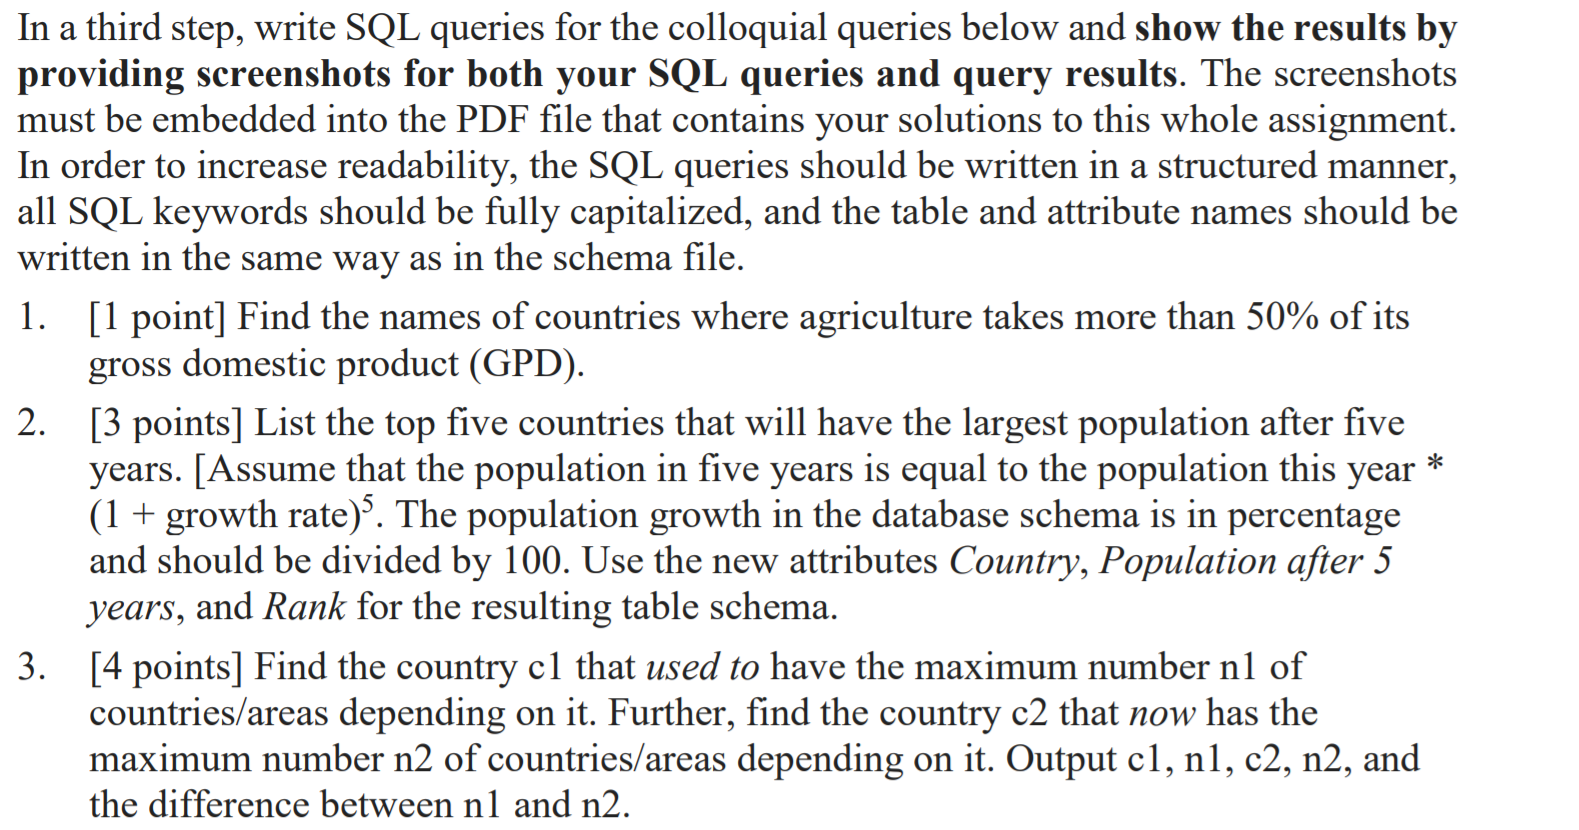 In a third step, write SQL queries for the colloquial queries below and show the results by
providing screenshots for both your SQL queries and query results. The screenshots
must be embedded into the PDF file that contains your solutions to this whole assignment.
In order to increase readability, the SQL queries should be written in a structured manner,
all SQL keywords should be fully capitalized, and the table and attribute names should be
written in the same way as in the schema file.
1. [1 point] Find the names of countries where agriculture takes more than 50% of its
gross domestic product (GPD).
2. [3 points] List the top five countries that will have the largest population after five
years. [Assume that the population in five years is equal to the population this year *
(1 + growth rate)⁵. The population growth in the database schema is in percentage
and should be divided by 100. Use the new attributes Country, Population after 5
years, and Rank for the resulting table schema.
3. [4 points] Find the country c1 that used to have the maximum number n1 of
countries/areas depending on it. Further, find the country c2 that now has the
maximum number n2 of countries/areas depending on it. Output c1, n1, c2, n2, and
the difference between n1 and n2.